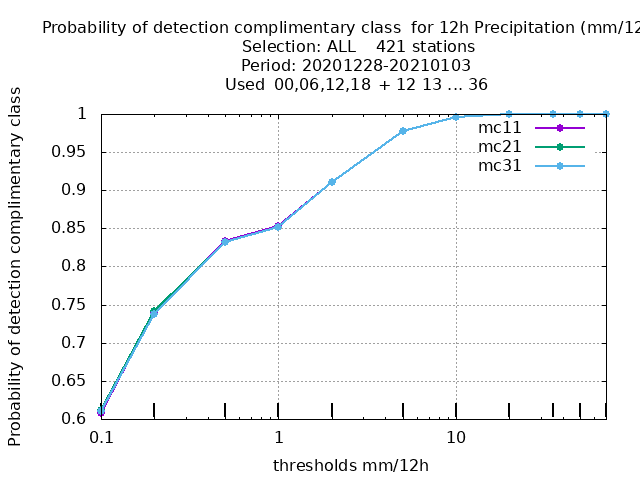 Probability of detection complimentary class for 12h Precipitation (mm/12
Selection: ALL 421 stations
Period: 20201228-20210103
Used 00,06,12,18 + 12 13 ... 36
Probability of detection complimentary class
1
0.95
0.9
0.85
0.8
0.75
0.7
0.65
0.6
mc11
mc21
mc31
0.1 1 10
thresholds mm/12h